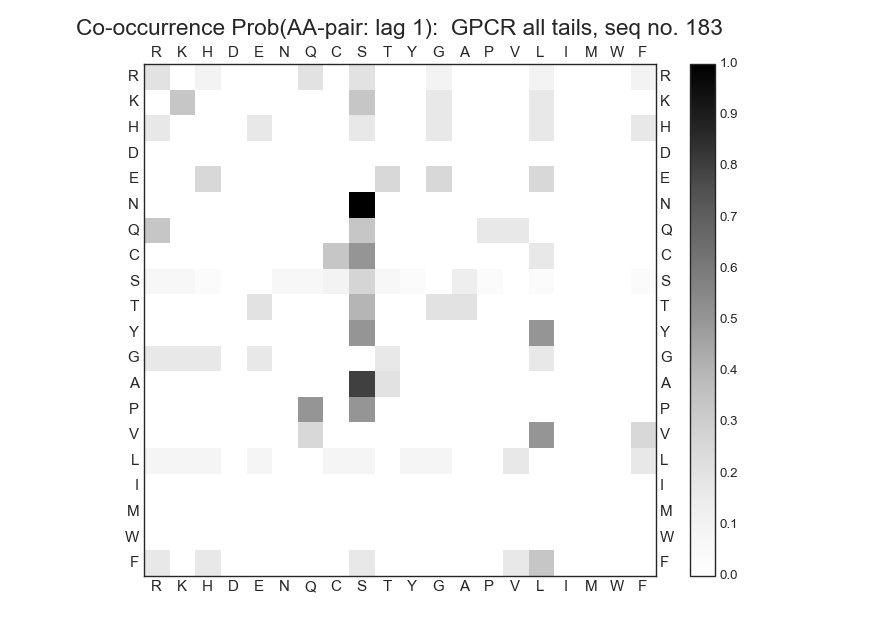 Co-occurrence Prob(AA-pair: lag 1):  GPCR all tails, seq no. 183
R K H D E N Q C S T Y G A P V L I M W F
R R 1.0
K K 0.9
H H
D D 0.8
E E
N N 0.7
Q Q 0.6
C C
S S 0.5
T T
Y Y
G G 0.4
A A
P P 0.3
V V
L L 0.2
I I
M M 0.1
W W
F F 0.0
R K H D E N Q C S T Y G A P V L I M W F